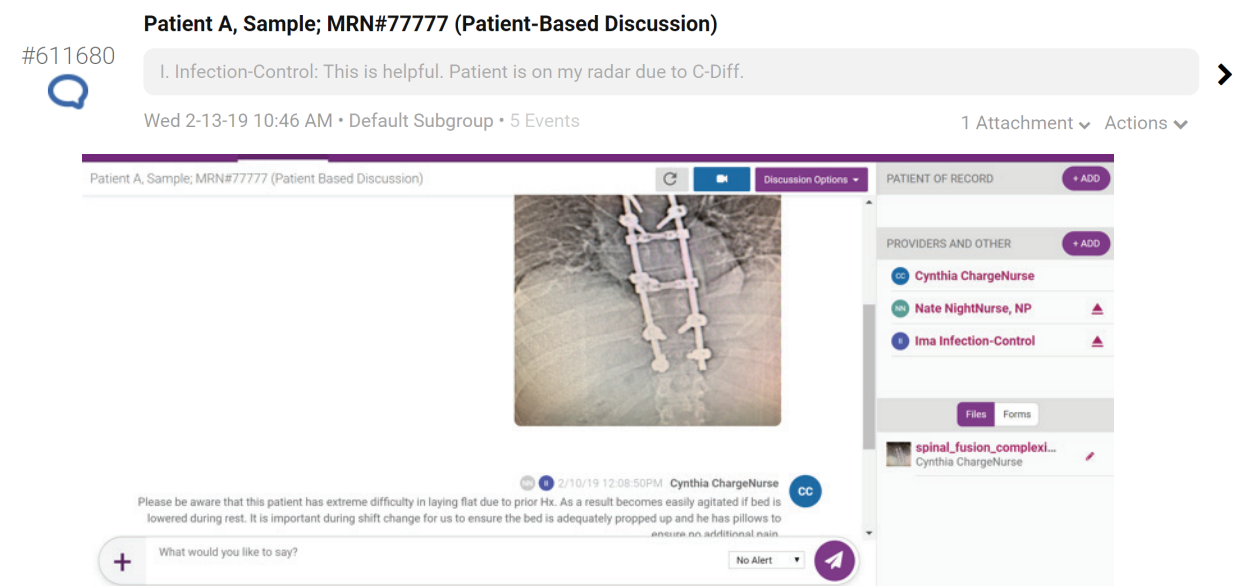 Patient A, Sample; MRN#77777 (Patient-Based Discussion)
#611680
I. Infection-Control: This is helpful. Patient is on my radar due to C-Diff.
Wed 2-13-19 10:46 AM • Default Subgroup • 5 Events
1 Attachment Actions
Patient A, Sample; MRN#77777 (Patient Based Discussion)
Discussion Options
PATIENT OF RECORD
+ ADD
PROVIDERS AND OTHER
+ ADD
CC Cynthia ChargeNurse
NN Nate NightNurse, NP
II Ima Infection-Control
Files Forms
spinal_fusion_complexi...
Cynthia ChargeNurse
NN II 2/10/19 12:08:50PM Cynthia ChargeNurse
CC
Please be aware that this patient has extreme difficulty in laying flat due to prior Hx. As a result becomes easily agitated if bed is
lowered during rest. It is important during shift change for us to ensure the bed is adequately propped up and he has pillows to
ensure no additional pain.
+ What would you like to say?
No Alert